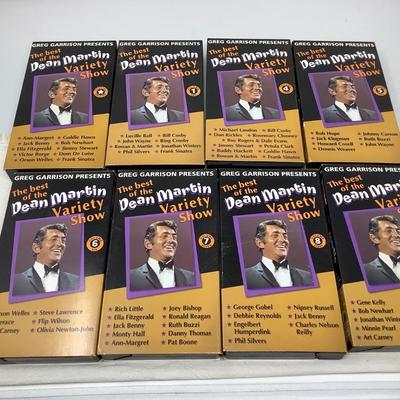 GREG GARRISON PRESENTS
The best of the
Dean Martin
Variety
Show
★ Ann-Margret ★ Goldie Hawn
★ Jack Benny ★ Bob Newhart
★ Ella Fitzgerald ★ Jimmy Stewart
★ Victor Borge ★ Dom De Luise
★ Orson Welles ★ Frank Sinatra
GREG GARRISON PRESENTS
The best of the
Dean Martin
Variety
Show
1
★ Lucille Ball ★ Bill Cosby
★ John Wayne ★ Bing Crosby
★ Rowan & Martin ★ Jonathan Winters
★ Phil Silvers ★ Frank Sinatra
GREG GARRISON PRESENTS
The best of the
Dean Martin
Variety
Show
4
★ Michael Landon ★ Bill Cosby
★ Don Rickles ★ Rosemary Clooney
★ Roy Rogers & Dale Evans
★ Jimmy Stewart ★ Petula Clark
★ Buddy Hackett ★ Goldie Hawn
★ Rowan & Martin ★ Frank Sinatra
GREG GARRISON PRESENTS
The best of the
Dean Martin
Variety
Show
5
★ Bob Hope ★ Johnny Carson
★ Jack Klugman ★ Ruth Buzzi
★ Howard Cosell ★ John Wayne
★ Dennis Weaver
GREG GARRISON PRESENTS
The best of the
Dean Martin
Variety
Show
6
son Welles ★ Steve Lawrence
★ Flip Wilson
Carney ★ Olivia Newton-John
GREG GARRISON PRESENTS
The best of the
Dean Martin
Variety
Show
7
★ Rich Little ★ Joey Bishop
★ Ella Fitzgerald ★ Ronald Reagan
★ Jack Benny ★ Ruth Buzzi
★ Monty Hall ★ Danny Thomas
★ Ann-Margret ★ Pat Boone
GREG GARRISON PRESENTS
The best of the
Dean Martin
Variety
Show
8
★ George Gobel ★ Nipsey Russell
★ Debbie Reynolds ★ Jack Benny
★ Engelbert Humperdink ★ Charles Nelson Reilly
★ Phil Silvers
GREG GARRISON PRESENTS
The best of the
Dean Martin
Variety
Show
★ Gene Kelly
★ Bob Newhart
★ Jonathan Win
★ Minnie Pearl
★ Art Carney